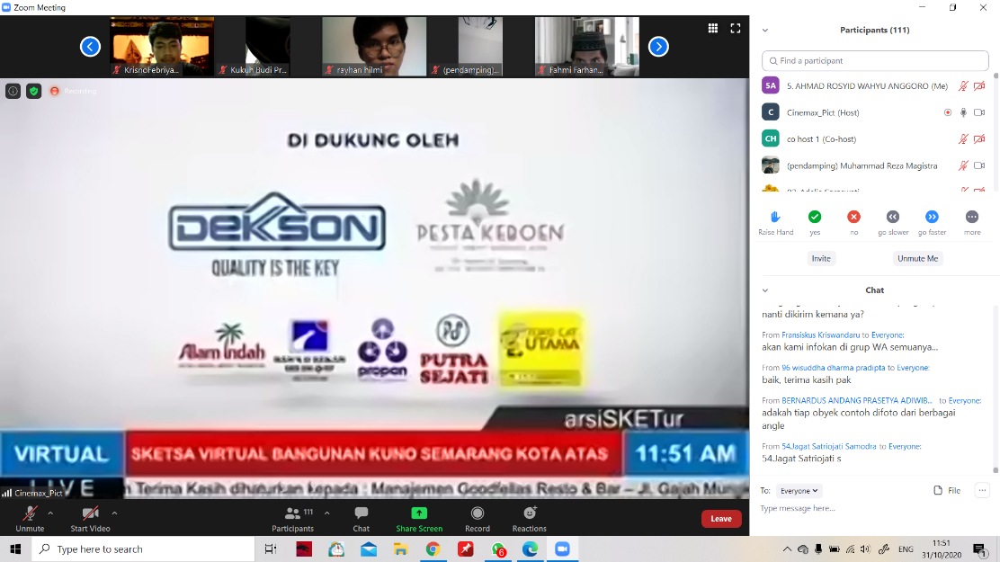 Zoom Meeting
KrisnoFebriya...
Kukuh Budi Pr...
rayhan hilmi
(pendamping)...
Fahmi Farhan...
Recording
DI DUKUNG OLEH
DEKSON
QUALITY IS THE KEY
PESTA KEBOEN
Alam Indah
propan
PUTRA
SEJATI
TOKO CAT
UTAMA
arsiSKETur
VIRTUAL
SKETSA VIRTUAL BANGUNAN KUNO SEMARANG KOTA ATAS
11:51 AM
LIVE
Cinemax_Pict
n Terima Kasih dihaturkan kepada : Manajemen Goodfellas Resto & Bar – Jl. Gajah Mun
Unmute
Start Video
111
Participants
Chat
Share Screen
Record
Reactions
Leave
Participants (111)
Find a participant
SA
5. AHMAD ROSYID WAHYU ANGGORO (Me)
C
Cinemax_Pict (Host)
CH
co host 1 (Co-host)
(pendamping) Muhammad Reza Magistra
Raise Hand
yes
no
go slower
go faster
more
Invite
Unmute Me
Chat
nanti dikirim kemana ya?
From Fransiskus Kriswandaru to Everyone:
akan kami infokan di grup WA semuanya...
From 96 wisuddha dharma pradipta to Everyone:
baik, terima kasih pak
From BERNARDUS ANDANG PRASETYA ADIWIB... to Everyone:
adakah tiap obyek contoh difoto dari berbagai
angle
From 54.Jagat Satriojati Samodra to Everyone:
54.Jagat Satriojati s
To:
Everyone
File
...
Type message here...
Type here to search
6
ENG
11:51
31/10/2020
1